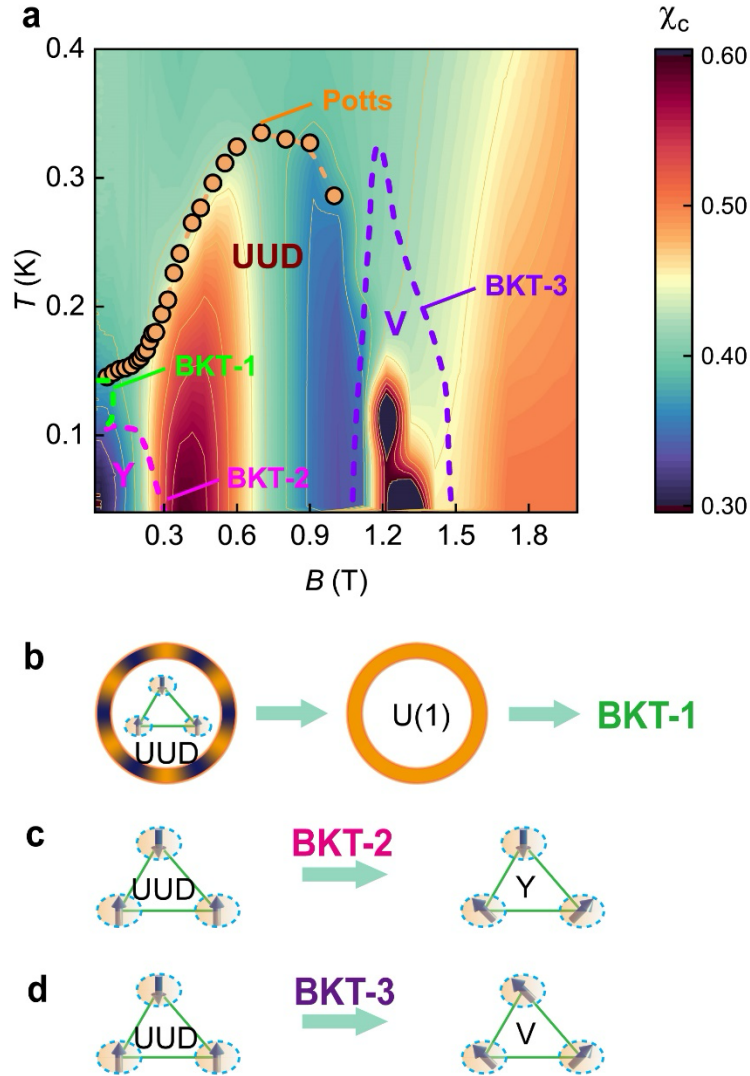 a
χc
0.4
0.60
Potts
0.3
T (K)
UUD
0.50
BKT-3
V
0.2
BKT-1
0.40
0.1
Y
BKT-2
0.30
0.3 0.6 0.9 1.2 1.5 1.8
B (T)
b
UUD
U(1)
BKT-1
c
BKT-2
UUD
Y
d
BKT-3
UUD
V